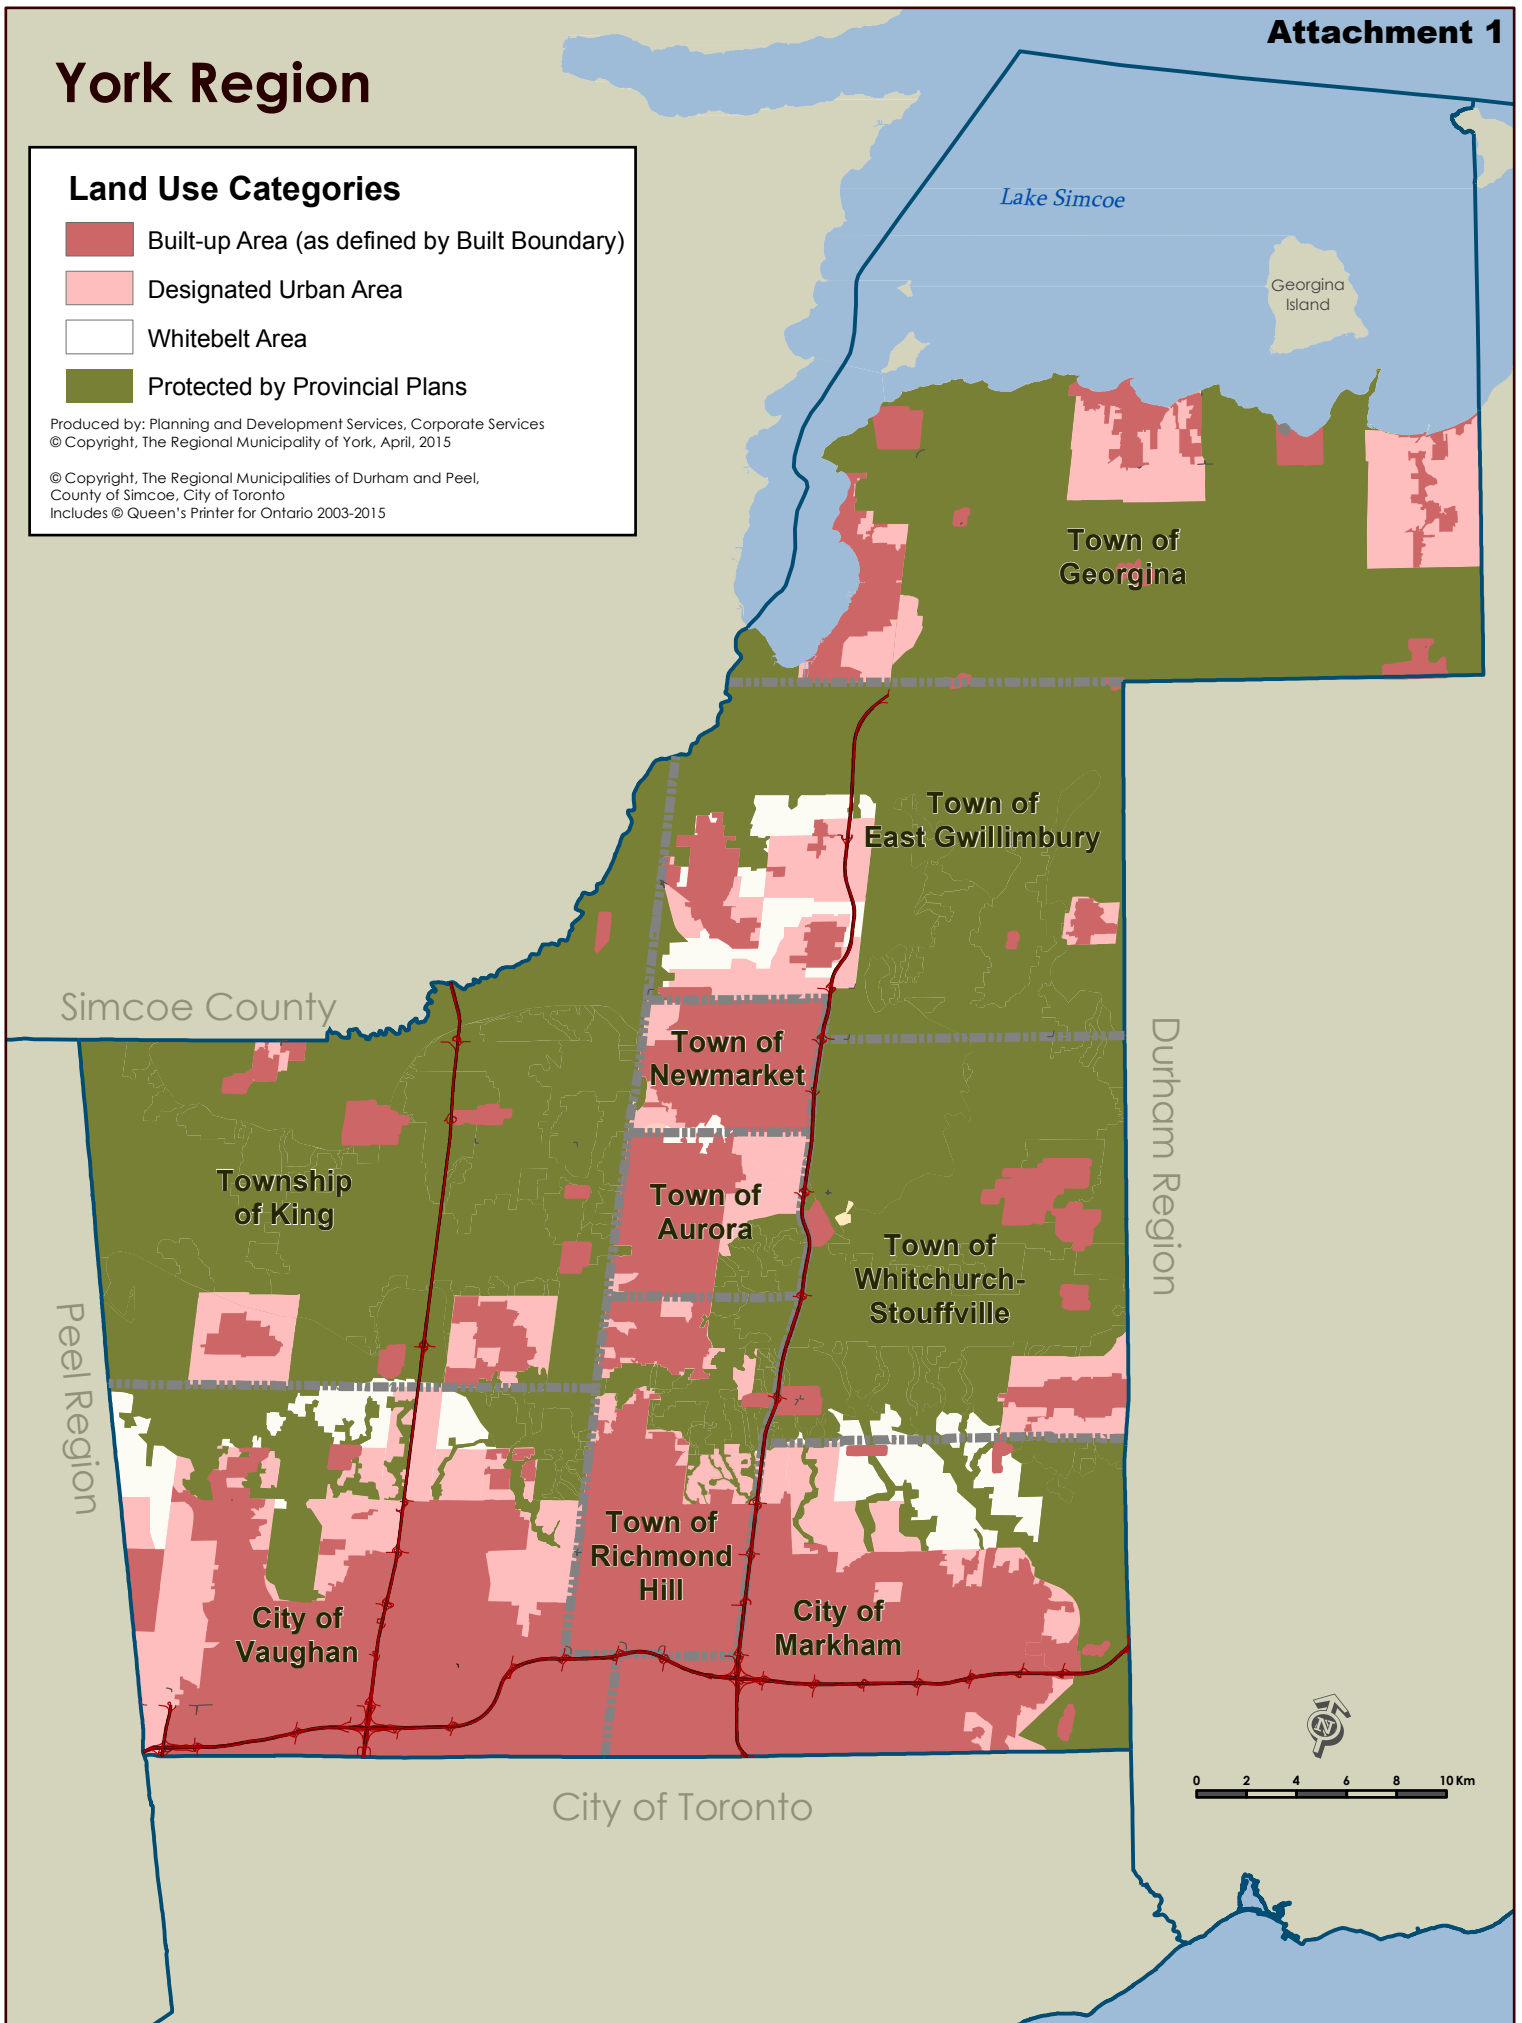 Attachment 1
York Region
Land Use Categories
Built-up Area (as defined by Built Boundary)
Designated Urban Area
Whitebelt Area
Protected by Provincial Plans
Produced by: Planning and Development Services, Corporate Services
© Copyright, The Regional Municipality of York, April, 2015
© Copyright, The Regional Municipalities of Durham and Peel,
County of Simcoe, City of Toronto
Includes © Queen's Printer for Ontario 2003-2015
Lake Simcoe
Georgina
Island
Town of
Georgina
Town of
East Gwillimbury
Simcoe County
Town of
Newmarket
Durham Region
Township
of King
Town of
Aurora
Town of
Whitchurch-
Stouffville
Peel Region
Town of
Richmond
Hill
City of
Vaughan
City of
Markham
N
0 2 4 6 8 10 Km
City of Toronto